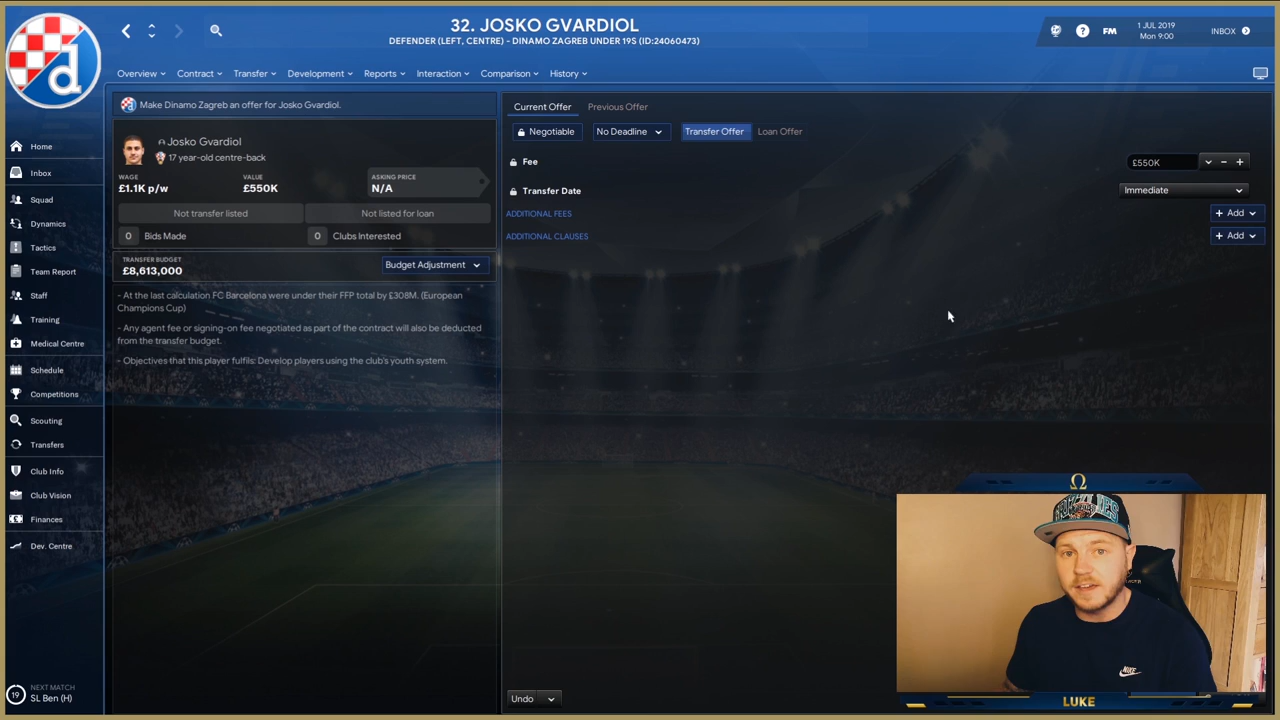 32. JOSKO GVARDIOL
DEFENDER (LEFT, CENTRE) - DINAMO ZAGREB UNDER 19S (ID:24060473)
FM
1 JUL 2019
Mon 9:00
INBOX
Overview
Contract
Transfer
Development
Reports
Interaction
Comparison
History
Home
Inbox
Squad
Dynamics
Tactics
Team Report
Staff
Training
Medical Centre
Schedule
Competitions
Scouting
Transfers
Club Info
Club Vision
Finances
Dev. Centre
19
NEXT MATCH
SL Ben (H)
Make Dinamo Zagreb an offer for Josko Gvardiol.
Josko Gvardiol
17 year-old centre-back
WAGE
£1.1K p/w
VALUE
£550K
ASKING PRICE
N/A
Not transfer listed
Not listed for loan
0 Bids Made
0 Clubs Interested
TRANSFER BUDGET
£8,613,000
Budget Adjustment
- At the last calculation FC Barcelona were under their FFP total by £308M. (European
Champions Cup)
- Any agent fee or signing-on fee negotiated as part of the contract will also be deducted
from the transfer budget.
- Objectives that this player fulfils: Develop players using the club's youth system.
Current Offer
Previous Offer
Negotiable
No Deadline
Transfer Offer
Loan Offer
Fee
£550K
Transfer Date
Immediate
ADDITIONAL FEES
+ Add
ADDITIONAL CLAUSES
+ Add
Undo
Ω
NIKE
LUKE